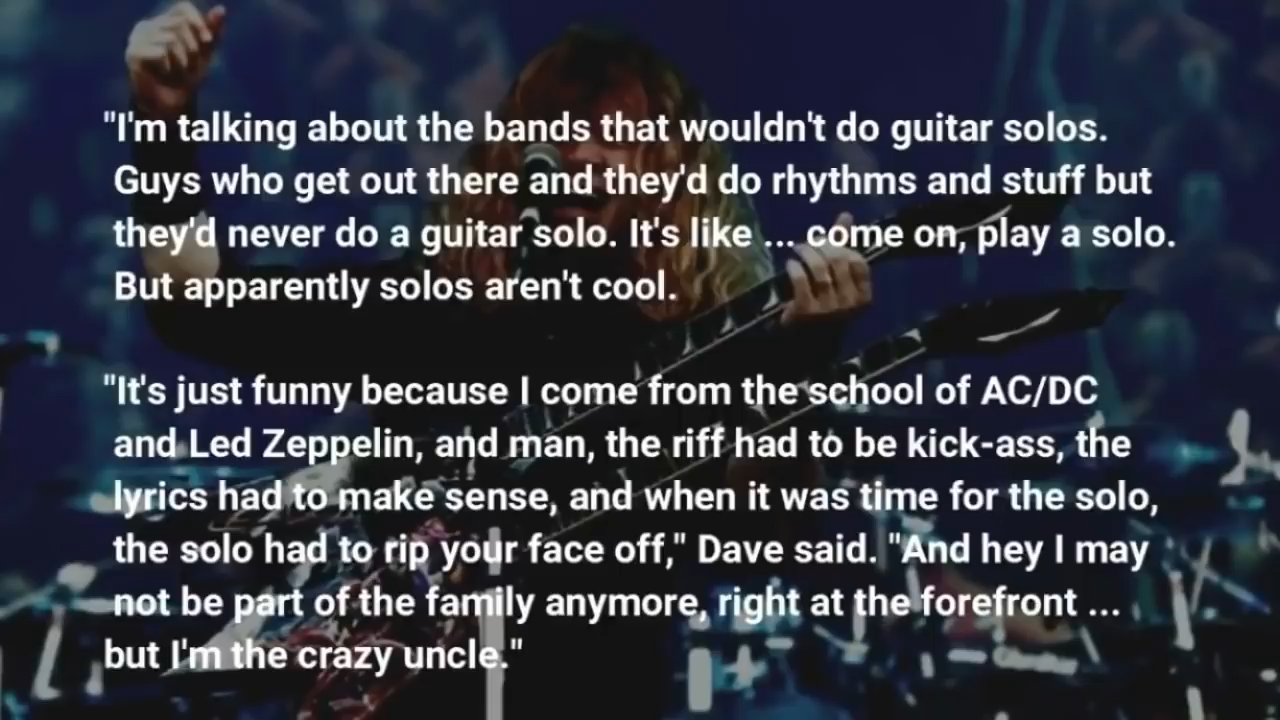 "I'm talking about the bands that wouldn't do guitar solos.
Guys who get out there and they'd do rhythms and stuff but
they'd never do a guitar solo. It's like ... come on, play a solo.
But apparently solos aren't cool.
"It's just funny because I come from the school of AC/DC
and Led Zeppelin, and man, the riff had to be kick-ass, the
lyrics had to make sense, and when it was time for the solo,
the solo had to rip your face off," Dave said. "And hey I may
not be part of the family anymore, right at the forefront ...
but I'm the crazy uncle."